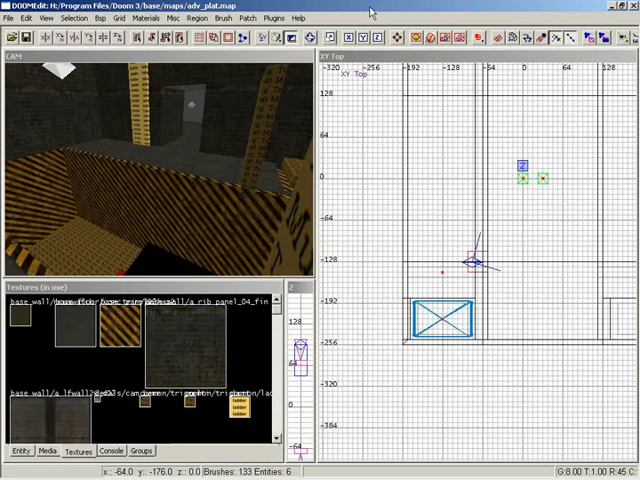 DOOMEdit: H:/Program Files/Doom 3/base/maps/adv_plat.map
File Edit View Selection Bsp Grid Materials Misc Region Brush Patch Plugins Help
CAM
XY Top
-320 -256 -192 -128 -64 0 64 128
XY Top
128
64
0
-64
-128
-192
-256
-320
-384
Z
Textures (in use)
Z
128
64
0
-64
ladder
ladder
ladder
Entity Media Textures Console Groups
x:: -64.0 y:: -176.0 z:: 0.0 Brushes: 133 Entities: 6
G:8.00 T:1.00 R:45 C: